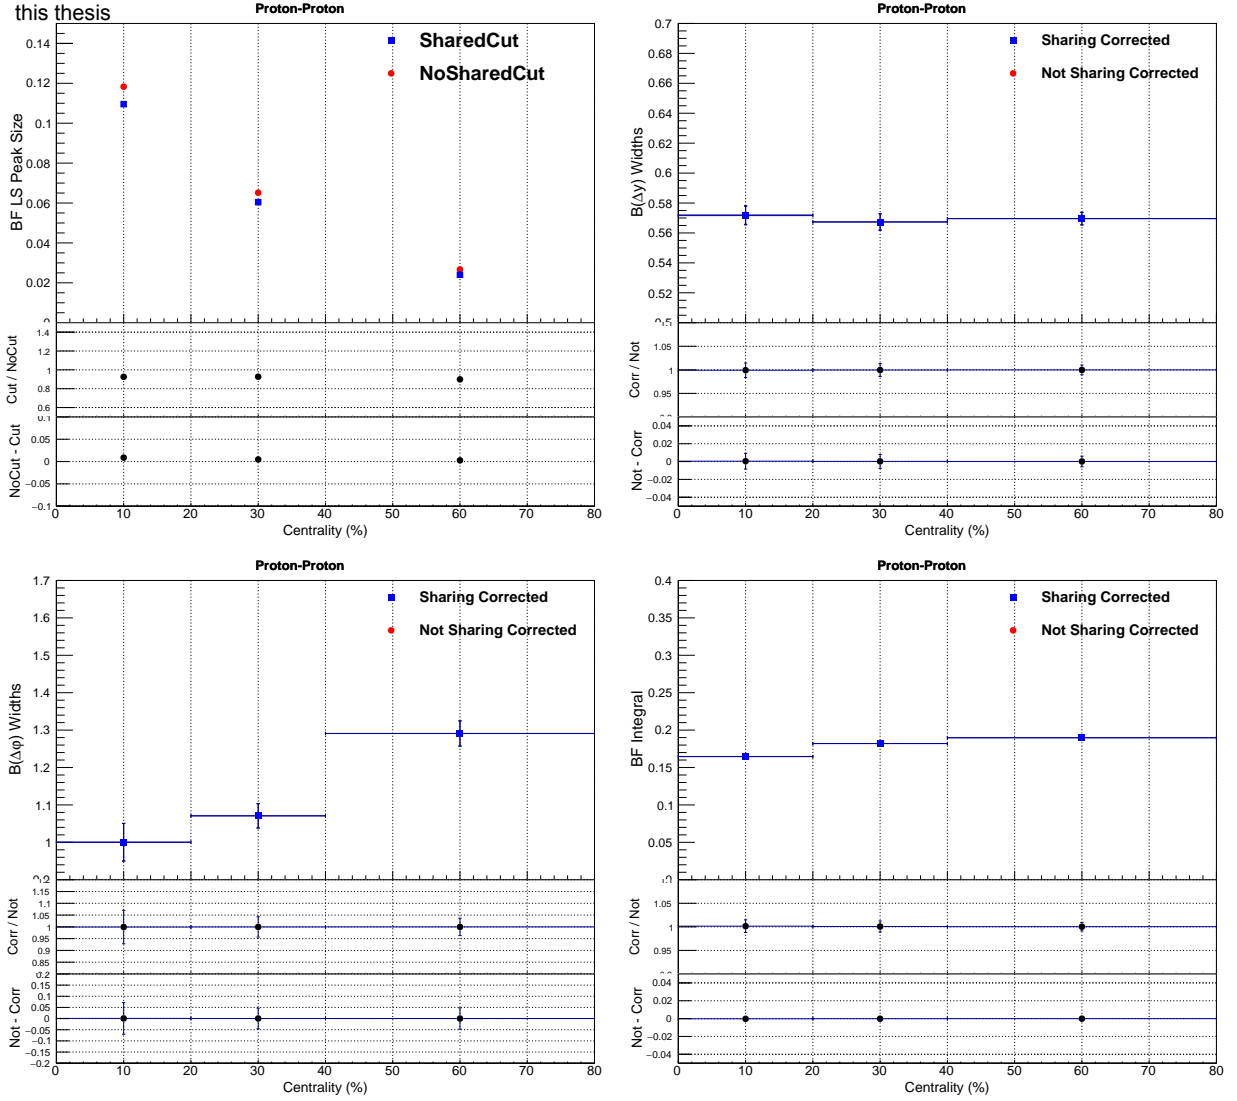 this thesis
Proton-Proton
SharedCut
NoSharedCut
BF LS Peak Size
0.14
0.12
0.1
0.08
0.06
0.04
0.02
0
Cut / NoCut
1.4
1.2
1
0.8
0.6
NoCut - Cut
0.1
0.05
0
−0.05
−0.1
0 10 20 30 40 50 60 70 80
Centrality (%)
Proton-Proton
Sharing Corrected
Not Sharing Corrected
B(Δy) Widths
0.7
0.68
0.66
0.64
0.62
0.6
0.58
0.56
0.54
0.52
0.5
Corr / Not
1.05
1
0.95
0.9
Not - Corr
0.04
0.02
0
−0.02
−0.04
0 10 20 30 40 50 60 70 80
Centrality (%)
Proton-Proton
Sharing Corrected
Not Sharing Corrected
B(Δφ) Widths
1.7
1.6
1.5
1.4
1.3
1.2
1.1
1
Corr / Not
1.15
1.1
1.05
1
0.95
0.9
0.85
Not - Corr
0.2
0.15
0.1
0.05
0
−0.05
−0.1
−0.15
−0.2
0 10 20 30 40 50 60 70 80
Centrality (%)
Proton-Proton
Sharing Corrected
Not Sharing Corrected
BF Integral
0.4
0.35
0.3
0.25
0.2
0.15
0.1
0.05
Corr / Not
1.05
1
0.95
Not - Corr
0.04
0.02
0
−0.02
−0.04
0 10 20 30 40 50 60 70 80
Centrality (%)